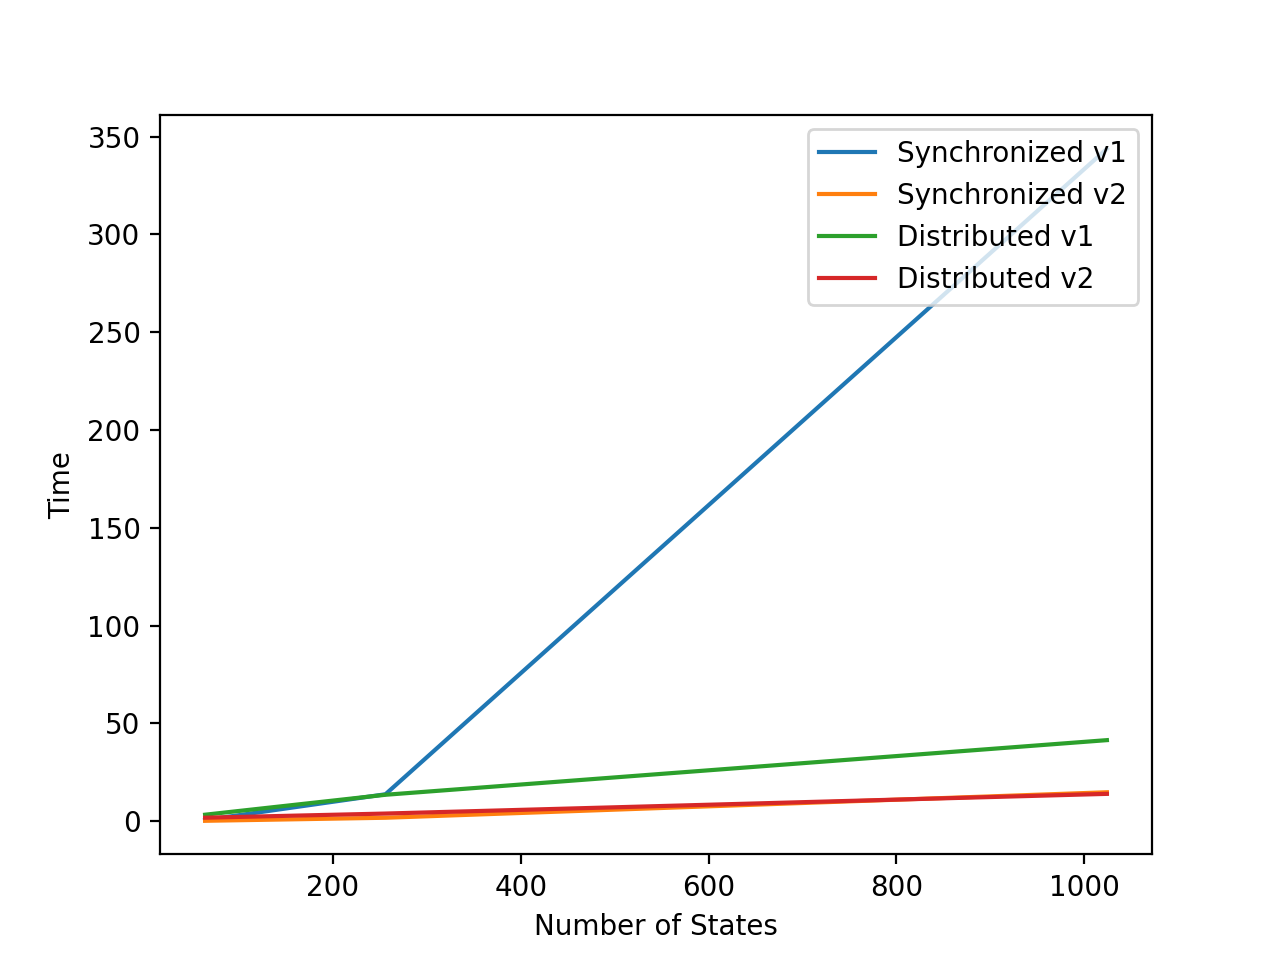 350
300
250
200
150
100
50
0
Time
Synchronized v1
Synchronized v2
Distributed v1
Distributed v2
200 400 600 800 1000
Number of States